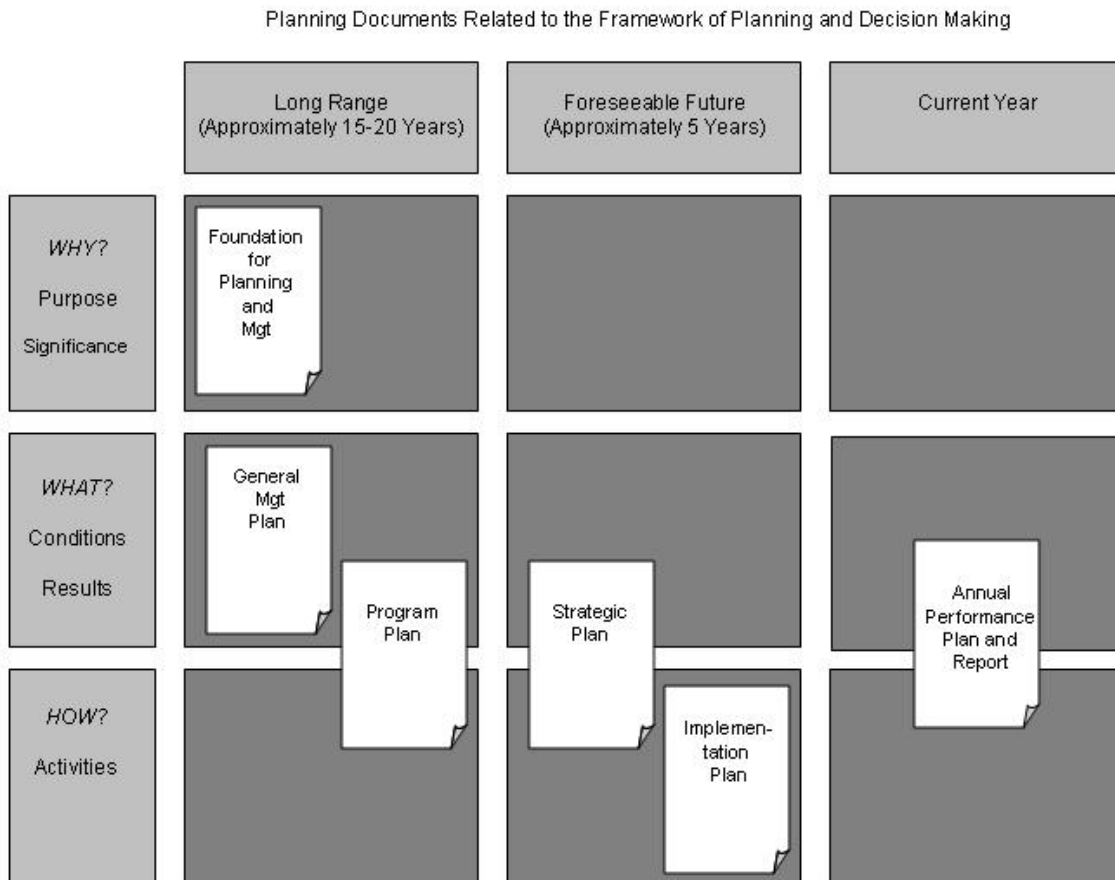 Planning Documents Related to the Framework of Planning and Decision Making
Long Range
(Approximately 15-20 Years)
Foreseeable Future
(Approximately 5 Years)
Current Year
WHY?
Purpose
Significance
Foundation
for
Planning
and
Mgt
WHAT?
Conditions
Results
General
Mgt
Plan
Program
Plan
Strategic
Plan
Annual
Performance
Plan and
Report
HOW?
Activities
Implemen-
tation
Plan